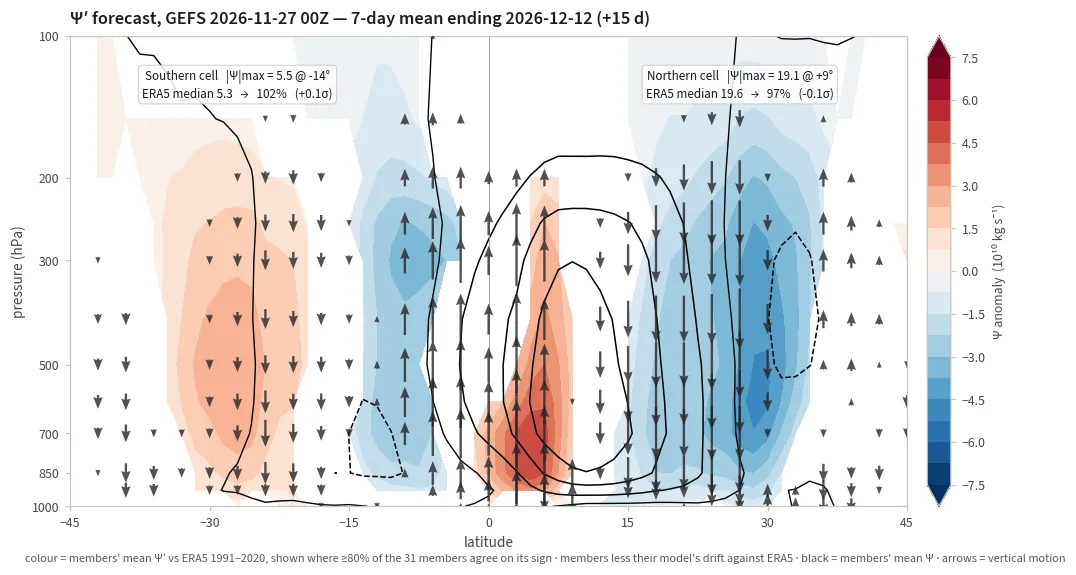 Ψ′ forecast, GEFS 2026-11-27 00Z — 7-day mean ending 2026-12-12 (+15 d)
100
200
300
500
700
850
1000
pressure (hPa)
Southern cell |Ψ|max = 5.5 @ -14°
ERA5 median 5.3 → 102% (+0.1σ)
Northern cell |Ψ|max = 19.1 @ +9°
ERA5 median 19.6 → 97% (-0.1σ)
−45
−30
−15
0
15
30
45
latitude
7.5
6.0
4.5
3.0
1.5
0.0
−1.5
−3.0
−4.5
−6.0
−7.5
Ψ anomaly (10¹⁰ kg s⁻¹)
colour = members' mean Ψ′ vs ERA5 1991–2020, shown where ≥80% of the 31 members agree on its sign · members less their model's drift against ERA5 · black = members' mean Ψ · arrows = vertical motion